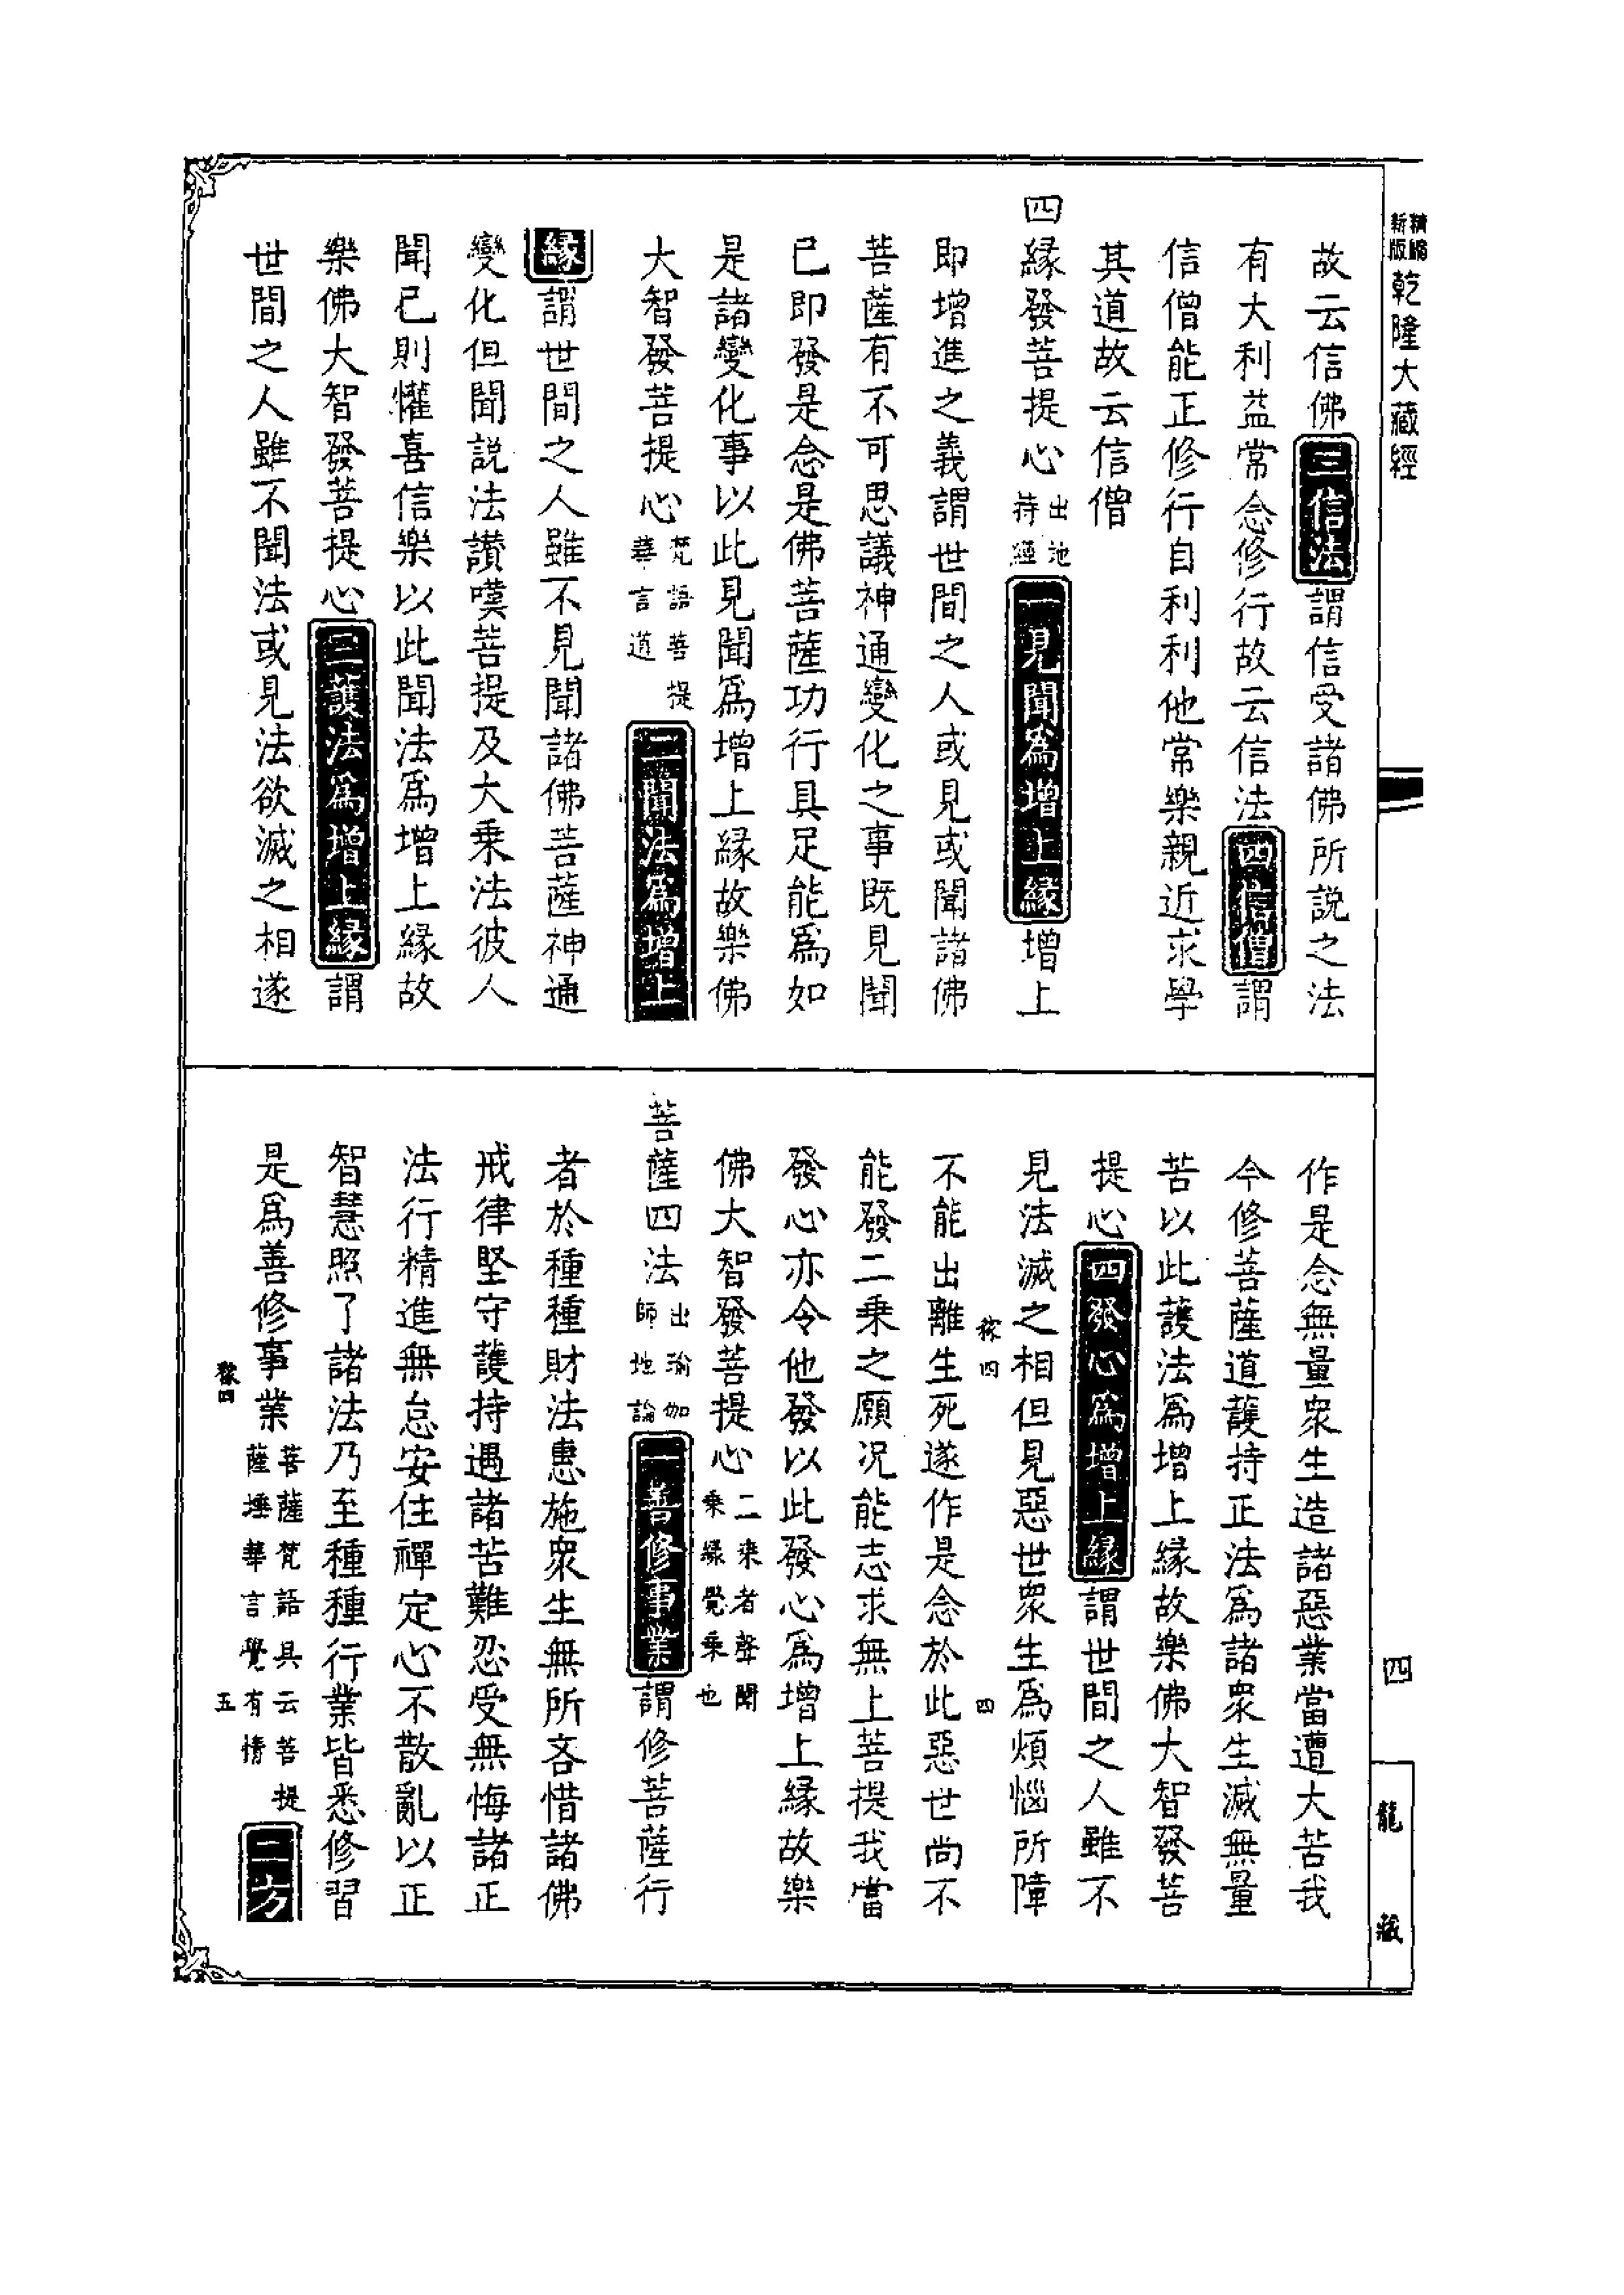 精縮
新版
乾隆大藏經
故云信佛三信法謂信受諸佛所説之法
有大利益常念修行故云信法四信僧謂
信僧能正修行自利利他常樂親近求學
其道故云信僧
四緣發菩提心出地持經一見聞爲增上緣增上
即增進之義謂世間之人或見或聞諸佛
菩薩有不可思議神通變化之事既見聞
已即發是念是佛菩薩功行具足能爲如
是諸變化事以此見聞爲增上緣故樂佛
大智發菩提心梵語菩提華言道二聞法爲增上
緣謂世間之人雖不見聞諸佛菩薩神通
變化但聞説法讃嘆菩提及大乘法彼人
聞已則懽喜信樂以此聞法爲增上緣故
樂佛大智發菩提心三護法爲增上緣謂
世間之人雖不聞法或見法欲滅之相遂
作是念無量衆生造諸惡業當遭大苦我
今修菩薩道護持正法爲諸衆生滅無量
苦以此護法爲增上緣故樂佛大智發菩
提心四發心爲增上緣謂世間之人雖不
見法滅之相但見惡世衆生爲煩惱所障
稼四
四
不能出離生死遂作是念於此惡世尚不
能發二乘之願况能志求無上菩提我當
發心亦令他發以此發心爲增上緣故樂
佛大智發菩提心二乘者聲聞乘緣覺乘也
菩薩四法出瑜伽師地論一善修事業謂修菩薩行
者於種種財法惠施衆生無所吝惜諸佛
戒律堅守護持遇諸苦難忍受無悔諸正
法行精進無怠安住禪定心不散亂以正
智慧照了諸法乃至種種行業皆悉修習
是爲善修事業菩薩梵語具云菩提薩埵華言覺有情二方
稼四
五
四
龍
藏